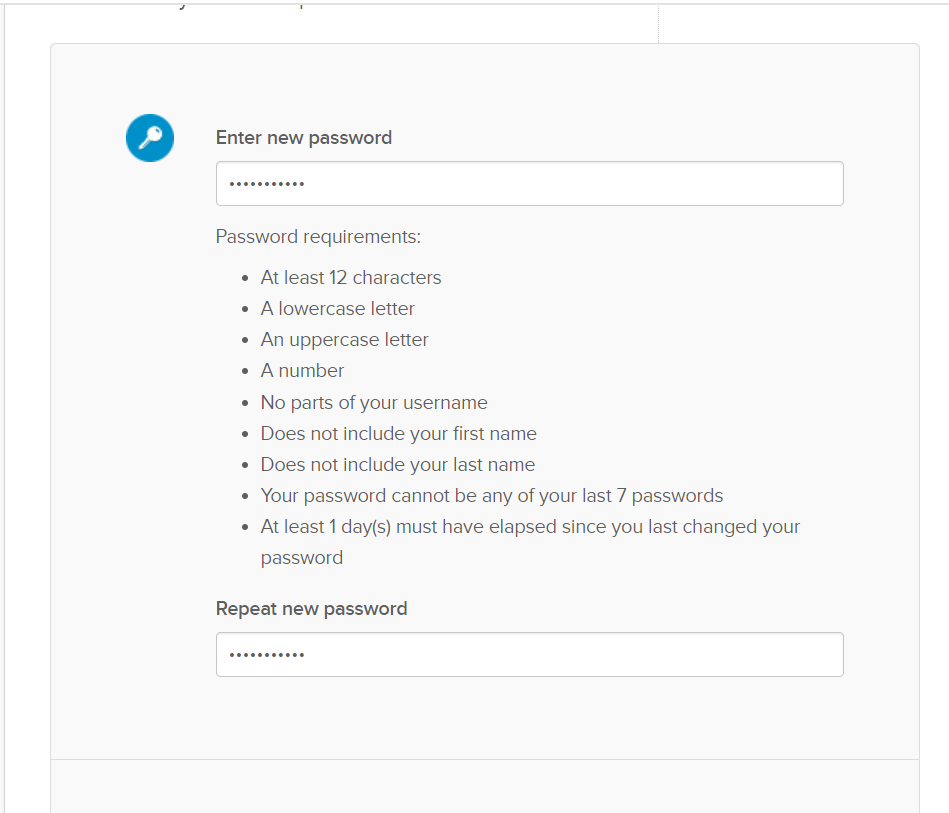 Enter new password
•••••••••••
Password requirements:
• At least 12 characters
• A lowercase letter
• An uppercase letter
• A number
• No parts of your username
• Does not include your first name
• Does not include your last name
• Your password cannot be any of your last 7 passwords
• At least 1 day(s) must have elapsed since you last changed your
password
Repeat new password
•••••••••••